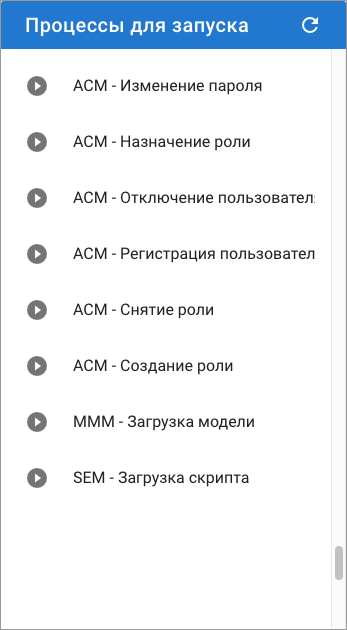 Процессы для запуска
ACM - Изменение пароля
ACM - Назначение роли
ACM - Отключение пользовател
ACM - Регистрация пользовател
ACM - Снятие роли
ACM - Создание роли
MMM - Загрузка модели
SEM - Загрузка скрипта